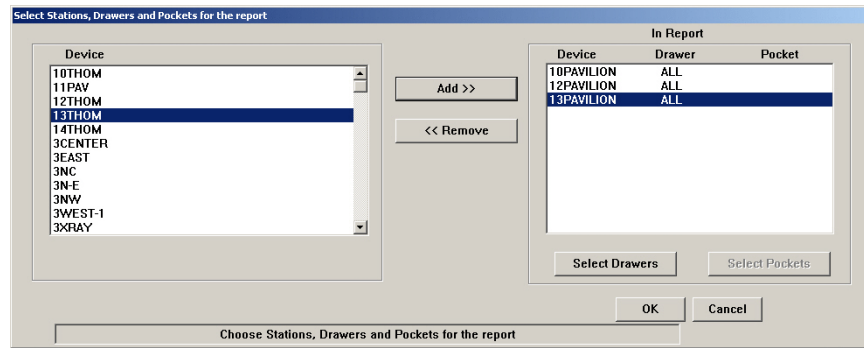 Select Stations, Drawers and Pockets for the report
In Report
Device
Device Drawer Pocket
10THOM
11PAV
12THOM
13THOM
14THOM
3CENTER
3EAST
3NC
3N-E
3NW
3WEST-1
3XRAY
Add >>
<< Remove
10PAVILION ALL
12PAVILION ALL
13PAVILION ALL
Select Drawers
Select Pockets
OK
Cancel
Choose Stations, Drawers and Pockets for the report